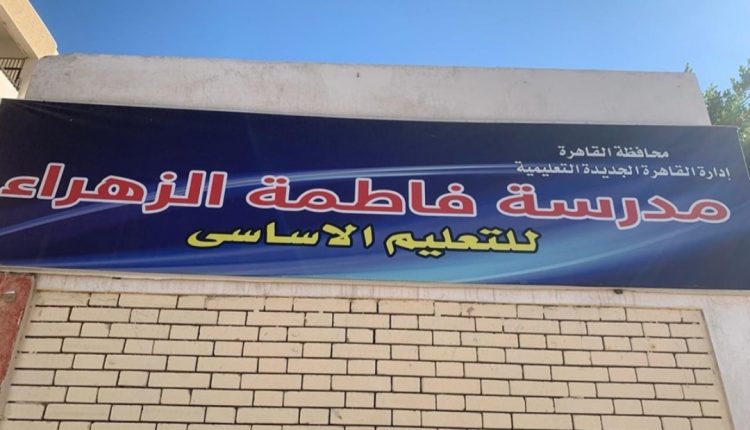 محافظة القاهرة
إدارة القاهرة الجديدة التعليمية
مدرسة فاطمة الزهراء
للتعليم الاساسى